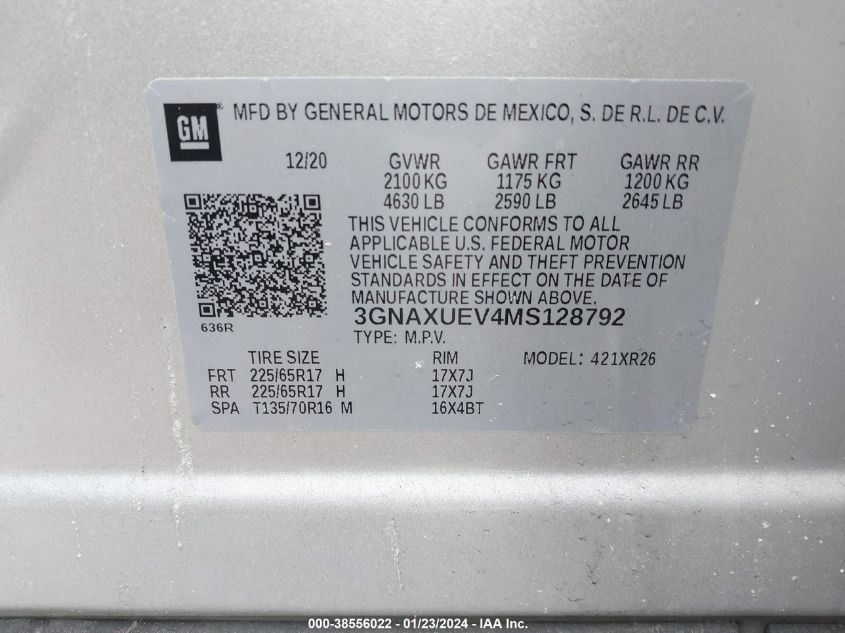 GM ® MFD BY GENERAL MOTORS DE MEXICO, S. DE R.L. DE C.V.
12/20 GVWR GAWR FRT GAWR RR
2100 KG 1175 KG 1200 KG
4630 LB 2590 LB 2645 LB
THIS VEHICLE CONFORMS TO ALL
APPLICABLE U.S. FEDERAL MOTOR
VEHICLE SAFETY AND THEFT PREVENTION
STANDARDS IN EFFECT ON THE DATE OF
MANUFACTURE SHOWN ABOVE.
3GNAXUEV4MS128792
636R
TYPE: M.P.V.
TIRE SIZE RIM MODEL: 421XR26
FRT 225/65R17 H 17X7J
RR 225/65R17 H 17X7J
SPA T135/70R16 M 16X4BT
000-38556022 - 01/23/2024 - IAA Inc.